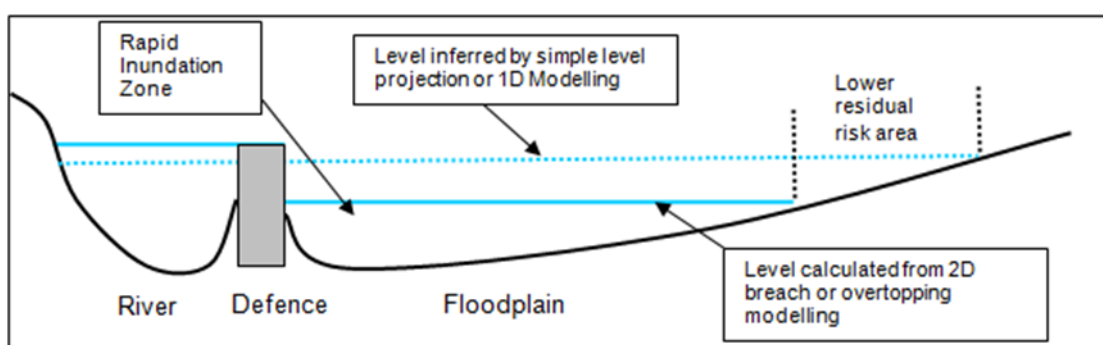 Rapid
Inundation
Zone
Level inferred by simple level
projection or 1D Modelling
Lower
residual
risk area
River
Defence
Floodplain
Level calculated from 2D
breach or overtopping
modelling